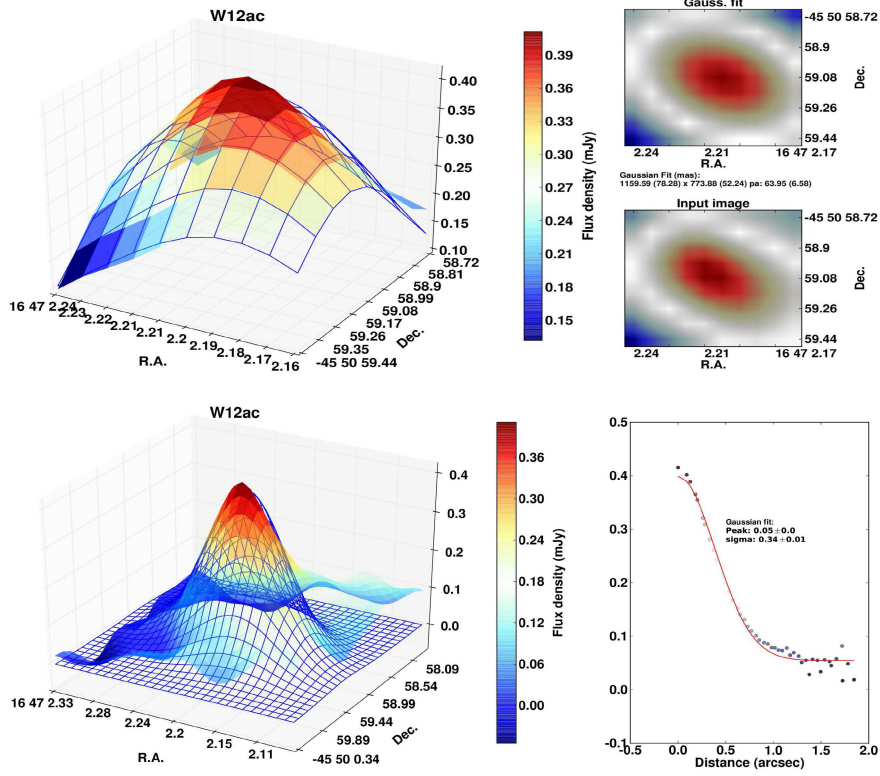 W12ac
0.40
0.35
0.30
0.25
0.20
0.15
0.10
58.72
58.81
58.9
58.99
59.08
59.17
59.26
59.35
-45 50 59.44
Dec.
16 47 2.24
2.23
2.22
2.21
2.21
2.2
2.19
2.18
2.17
2.16
R.A.
0.39
0.36
0.33
0.30
0.27
0.24
0.21
0.18
0.15
Flux density (mJy)
Gauss. fit
-45 50 58.72
58.9
59.08
59.26
59.44
Dec.
2.24
2.21
16 47 2.17
R.A.
Gaussian Fit (mas):
1159.59 (78.28) x 773.88 (52.24) pa: 63.95 (6.58)
Input image
-45 50 58.72
58.9
59.08
59.26
59.44
Dec.
2.24
2.21
16 47 2.17
R.A.
W12ac
0.4
0.3
0.2
0.1
0.0
58.09
58.54
58.99
59.44
59.89
-45 50 0.34
Dec.
16 47 2.33
2.28
2.24
2.2
2.15
2.11
R.A.
0.36
0.30
0.24
0.18
0.12
0.06
0.00
Flux density (mJy)
0.5
0.4
0.3
0.2
0.1
0.0
-0.1
Gaussian fit:
Peak: 0.05±0.0
sigma: 0.34±0.01
-0.5
0.0
0.5
1.0
1.5
2.0
Distance (arcsec)